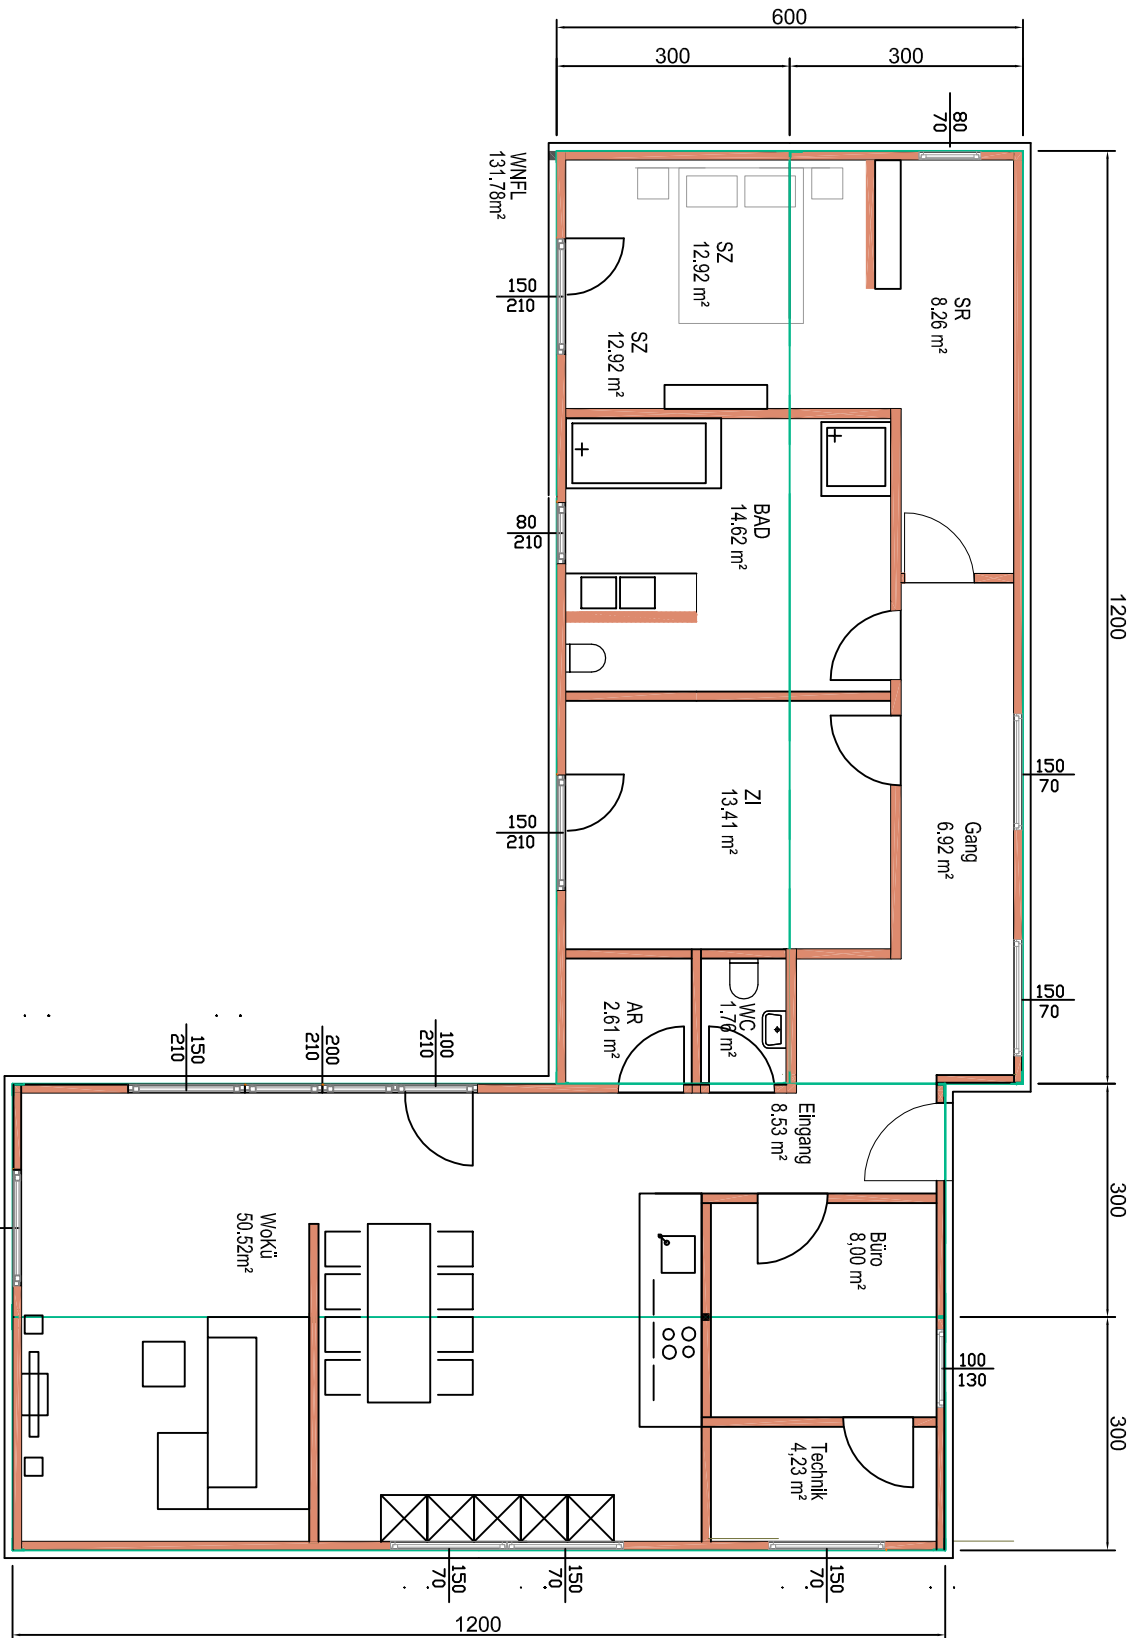 600
300
300
80
70
WNFL
131.78m²
SZ
12.92 m²
SR
8.26 m²
150
210
SZ
12.92 m²
BAD
14.62 m²
80
210
1200
150
70
ZI
13.41 m²
Gang
6.92 m²
150
210
150
70
AR
2.61 m²
WC
1.76 m²
150
210
200
210
100
210
Eingang
8.53 m²
300
WoKü
50.52m²
Büro
8,00 m²
100
130
300
Technik
4,23 m²
150
70
150
70
150
70
1200